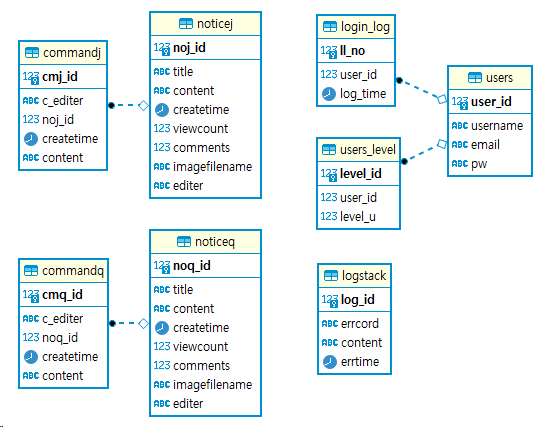 commandj
123 cmj_id
ABC c_editer
123 noj_id
createtime
ABC content
noticej
123 noj_id
ABC title
ABC content
createtime
123 viewcount
123 comments
ABC imagefilename
ABC editer
login_log
123 ll_no
123 user_id
log_time
users
123 user_id
ABC username
ABC email
ABC pw
users_level
123 level_id
123 user_id
123 level_u
commandq
123 cmq_id
ABC c_editer
123 noq_id
createtime
ABC content
noticeq
123 noq_id
ABC title
ABC content
createtime
123 viewcount
123 comments
ABC imagefilename
ABC editer
logstack
123 log_id
ABC errcord
ABC content
errtime